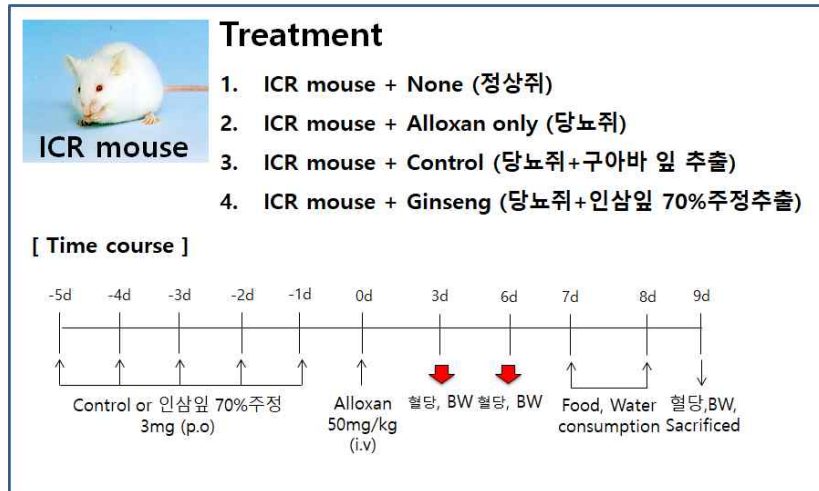 Treatment
1. ICR mouse + None (정상쥐)
2. ICR mouse + Alloxan only (당뇨쥐)
3. ICR mouse + Control (당뇨쥐+구아바 잎 추출)
4. ICR mouse + Ginseng (당뇨쥐+인삼잎 70%주정추출)
ICR mouse
[ Time course ]
-5d -4d -3d -2d -1d 0d 3d 6d 7d 8d 9d
Control or 인삼잎 70%주정
3mg (p.o)
Alloxan
50mg/kg
(i.v)
혈당, BW
혈당, BW
Food, Water
consumption
혈당,BW,
Sacrificed